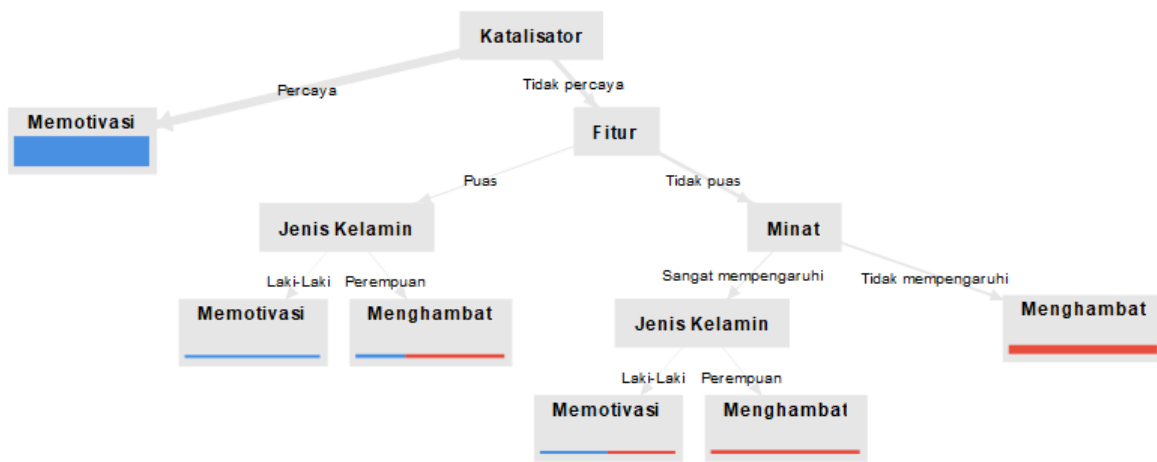 Katalisator
Percaya
Tidak percaya
Memotivasi
Fitur
Puas
Tidak puas
Jenis Kelamin
Minat
Laki-Laki
Perempuan
Sangat mempengaruhi
Tidak mempengaruhi
Memotivasi
Menghambat
Jenis Kelamin
Menghambat
Laki-Laki
Perempuan
Memotivasi
Menghambat